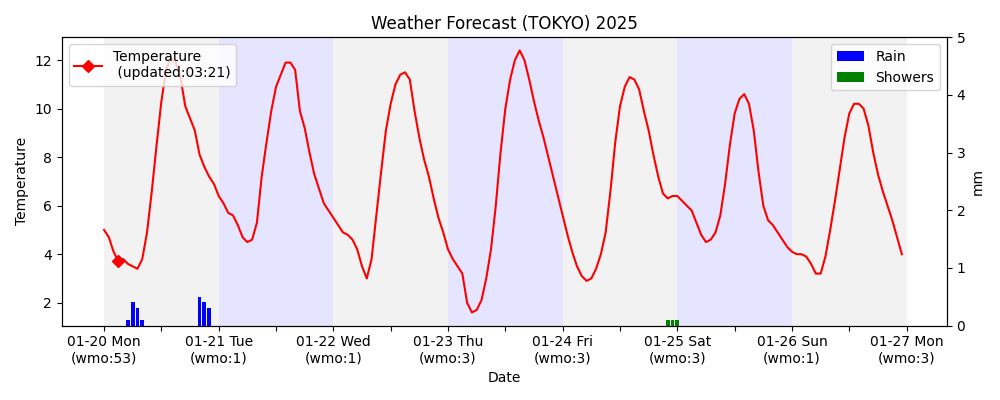 Weather Forecast (TOKYO) 2025
Temperature
(updated:03:21)
Rain
Showers
Temperature
12
10
8
6
4
2
5
4
3
2
1
0
mm
01-20 Mon
(wmo:53)
01-21 Tue
(wmo:1)
01-22 Wed
(wmo:1)
01-23 Thu
(wmo:3)
01-24 Fri
(wmo:3)
01-25 Sat
(wmo:3)
01-26 Sun
(wmo:1)
01-27 Mon
(wmo:3)
Date